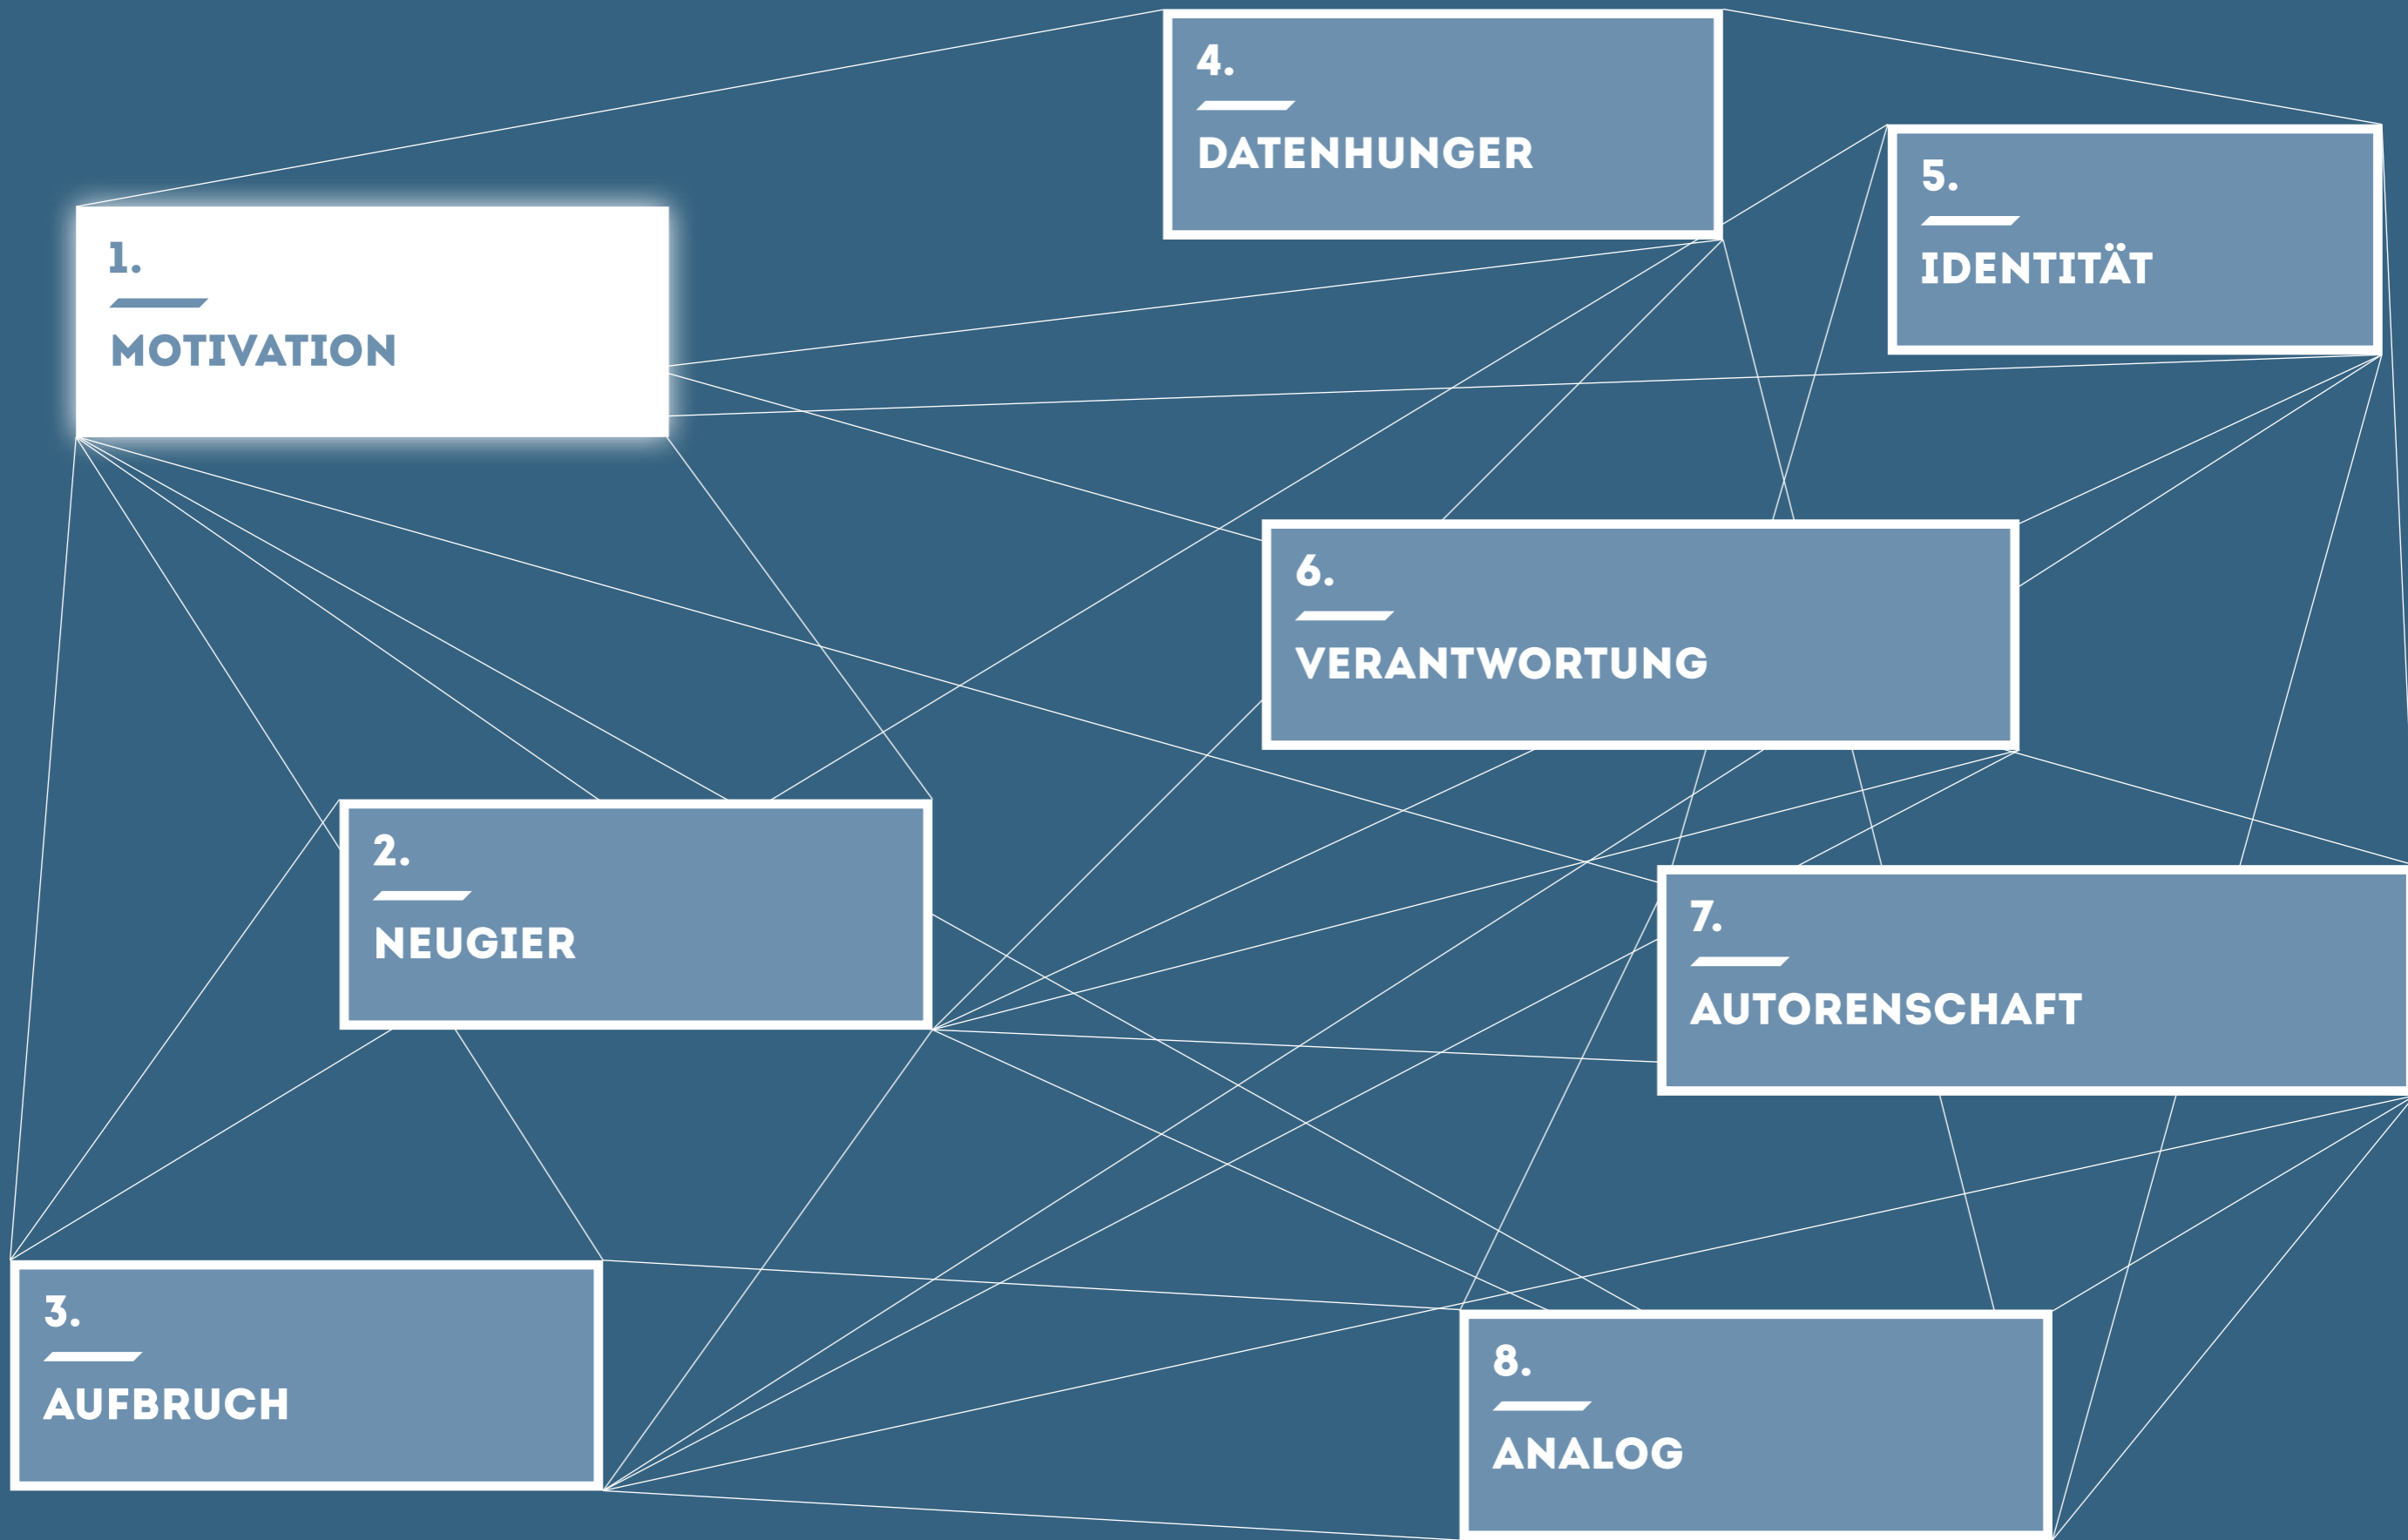 1.
MOTIVATION
2.
NEUGIER
3.
AUFBRUCH
4.
DATENHUNGER
5.
IDENTITÄT
6.
VERANTWORTUNG
7.
AUTORENSCHAFT
8.
ANALOG